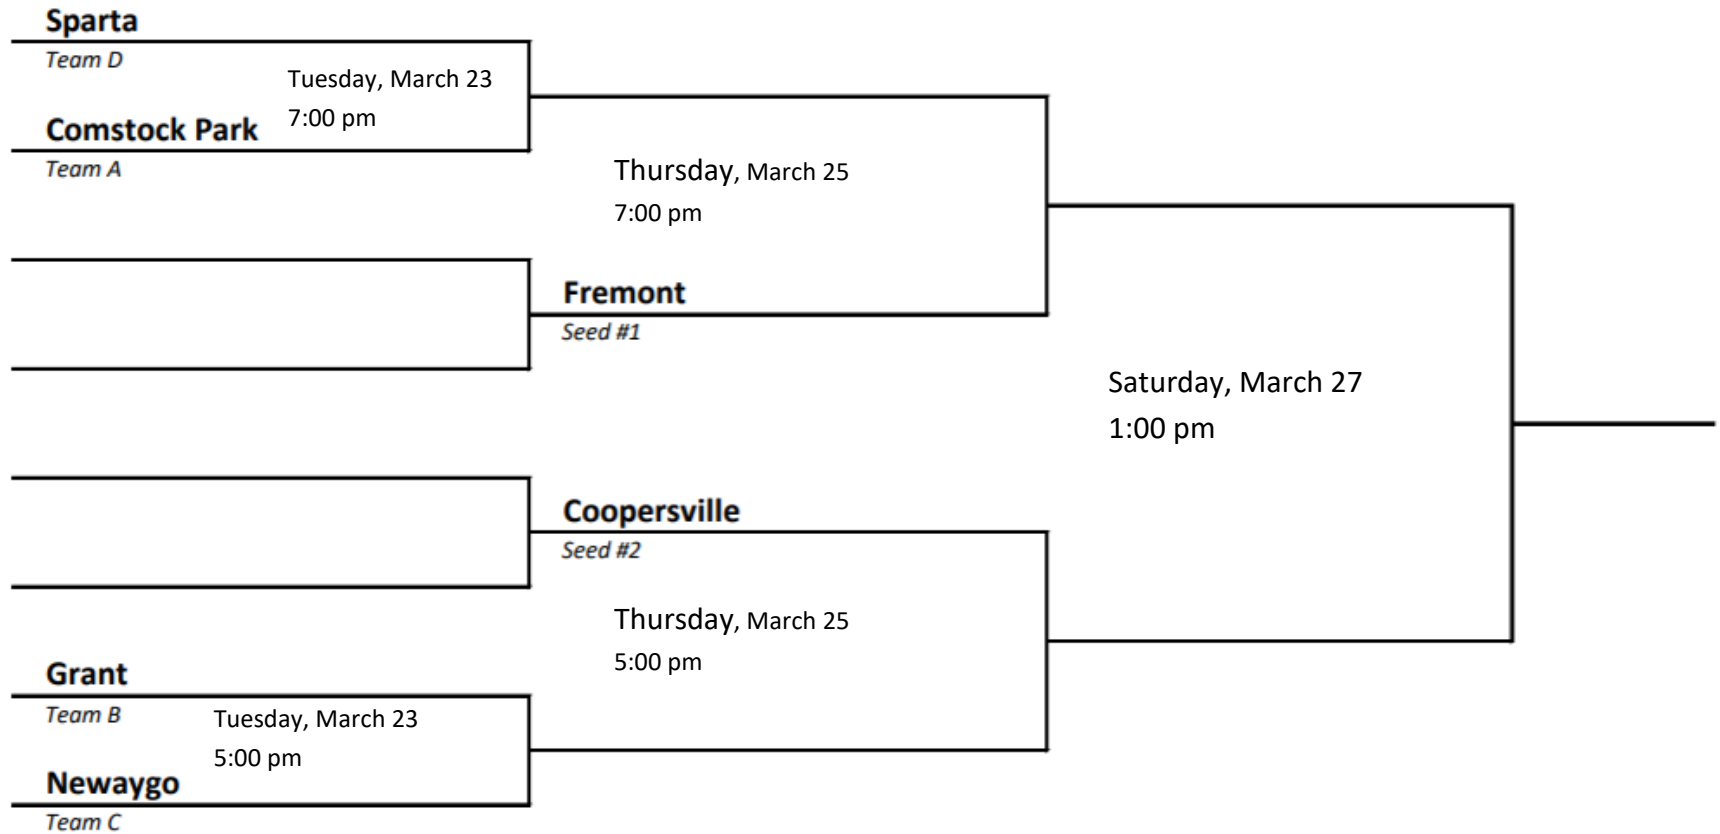 Sparta
Team D
Tuesday, March 23
7:00 pm
Comstock Park
Team A
Thursday, March 25
7:00 pm
Fremont
Seed #1
Saturday, March 27
1:00 pm
Coopersville
Seed #2
Thursday, March 25
5:00 pm
Grant
Team B
Tuesday, March 23
5:00 pm
Newaygo
Team C